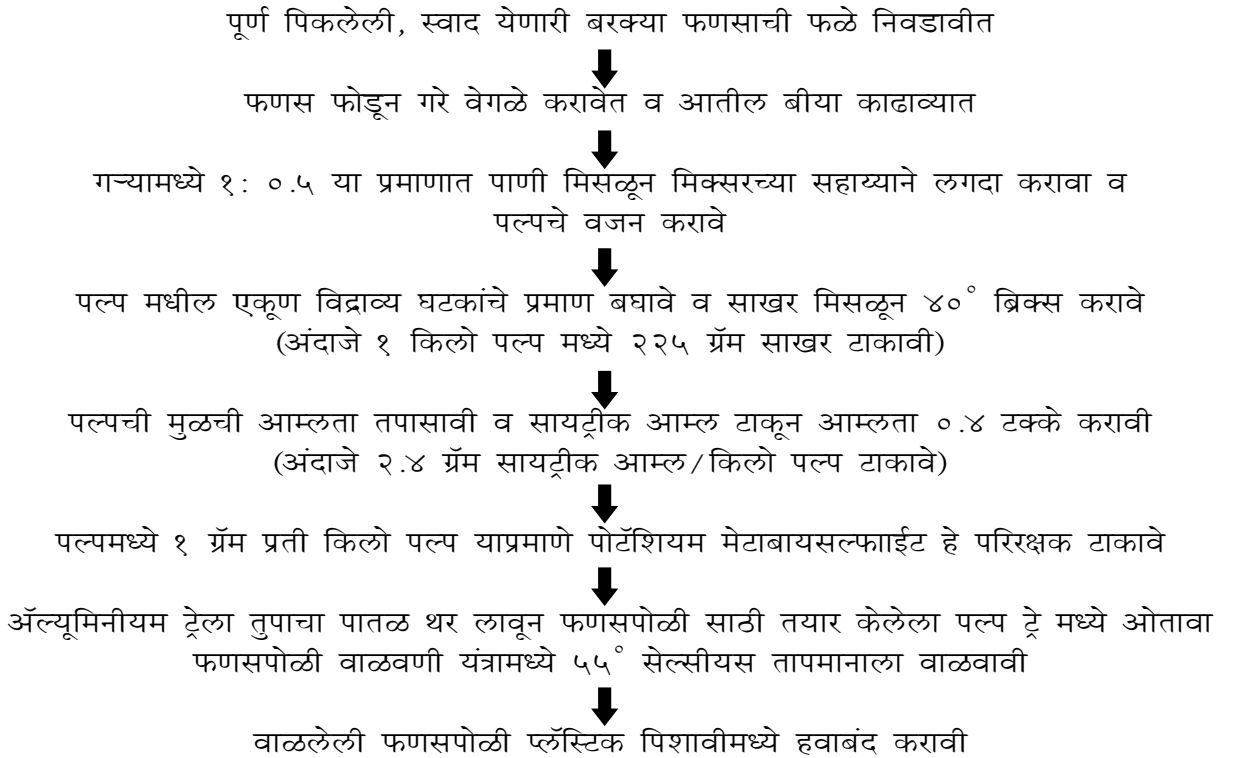 पूर्ण पिकलेली, स्वाद येणारी बरक्या फणसाची फळे निवडावीत
फणस फोडून गरे वेगळे करावेत व आतील बीया काढाव्यात
गऱ्यामध्ये १: ०.५ या प्रमाणात पाणी मिसळून मिक्सरच्या सहाय्याने लगदा करावा व
पल्पचे वजन करावे
पल्प मधील एकूण विद्राव्य घटकांचे प्रमाण बघावे व साखर मिसळून ४०° ब्रिक्स करावे
(अंदाजे १ किलो पल्प मध्ये २२५ ग्रॅम साखर टाकावी)
पल्पची मुळची आम्लता तपासावी व सायट्रीक आम्ल टाकून आम्लता ०.४ टक्के करावी
(अंदाजे २.४ ग्रॅम सायट्रीक आम्ल/किलो पल्प टाकावे)
पल्पमध्ये १ ग्रॅम प्रती किलो पल्प याप्रमाणे पोटॅशियम मेटाबायसल्फााईट हे परिरक्षक टाकावे
ॲल्यूमिनीयम ट्रेला तुपाचा पातळ थर लावून फणसपोळी साठी तयार केलेला पल्प ट्रे मध्ये ओतावा
फणसपोळी वाळवणी यंत्रामध्ये ५५° सेल्सीयस तापमानाला वाळवावी
वाळलेली फणसपोळी प्लॅस्टिक पिशावीमध्ये हवाबंद करावी